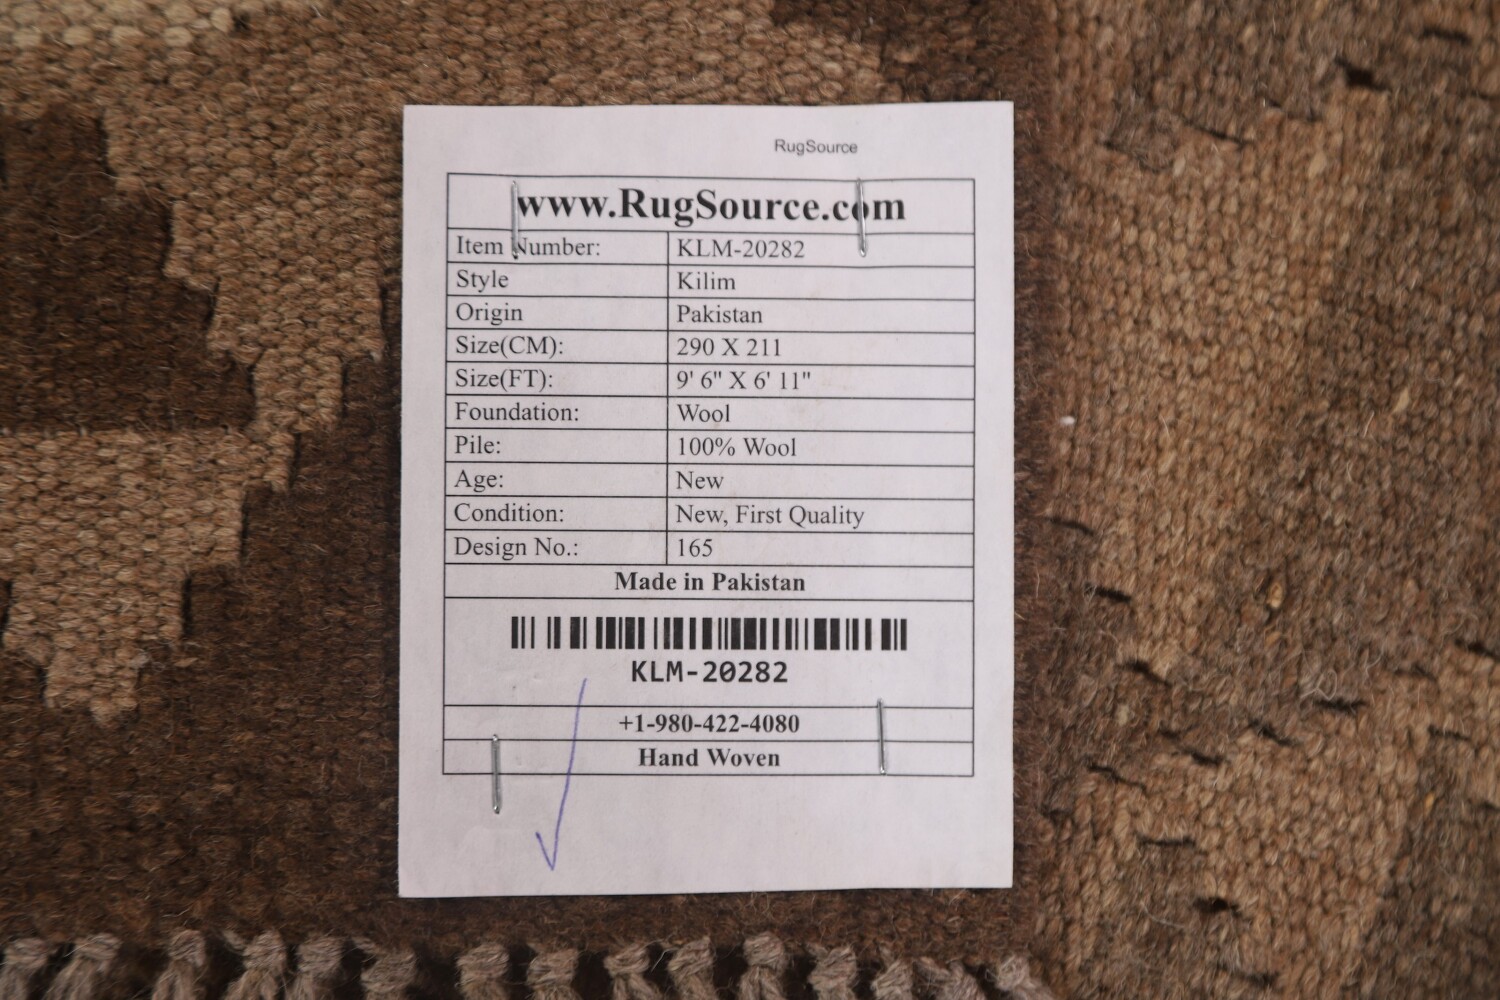 RugSource
www.RugSource.com
Item Number: KLM-20282
Style Kilim
Origin Pakistan
Size(CM): 290 X 211
Size(FT): 9' 6" X 6' 11"
Foundation: Wool
Pile: 100% Wool
Age: New
Condition: New, First Quality
Design No.: 165
Made in Pakistan
KLM-20282
+1-980-422-4080
Hand Woven